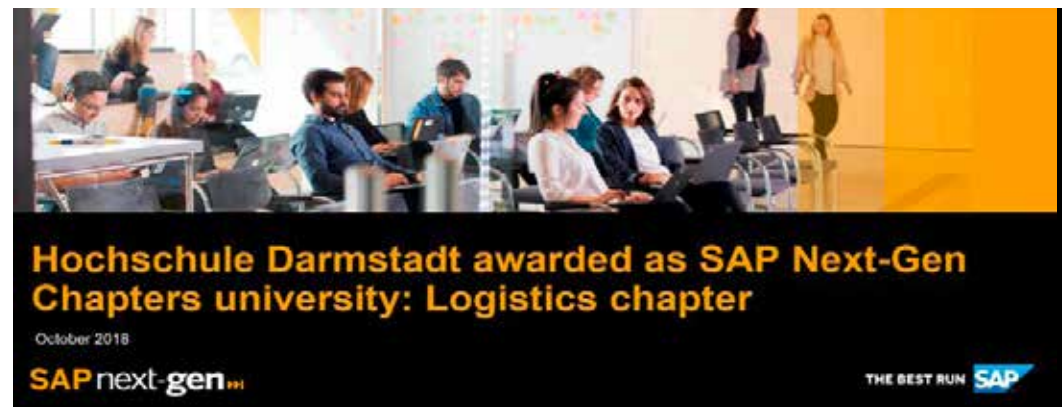 Hochschule Darmstadt awarded as SAP Next-Gen
Chapters university: Logistics chapter
October 2018
SAP next-gen
THE BEST RUN SAP